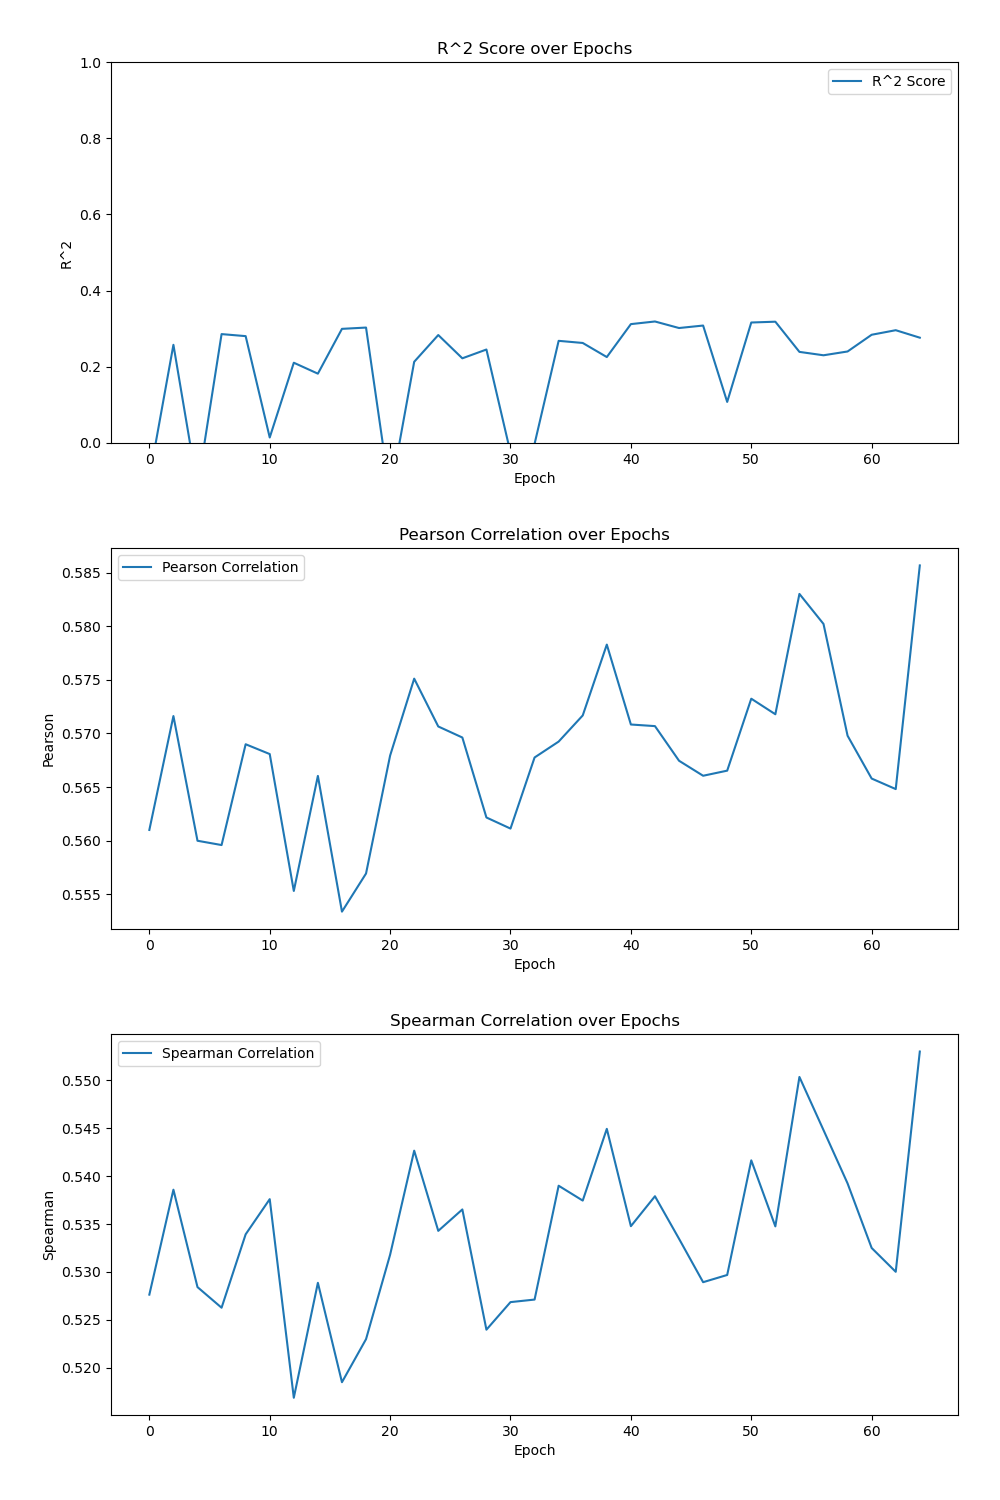 R^2 Score over Epochs
1.0
R^2 Score
0.8
0.6
R^2
0.4
0.2
0.0
0 10 20 30 40 50 60
Epoch
Pearson Correlation over Epochs
Pearson Correlation
0.585
0.580
0.575
0.570
Pearson
0.565
0.560
0.555
0 10 20 30 40 50 60
Epoch
Spearman Correlation over Epochs
Spearman Correlation
0.550
0.545
0.540
0.535
Spearman
0.530
0.525
0.520
0 10 20 30 40 50 60
Epoch